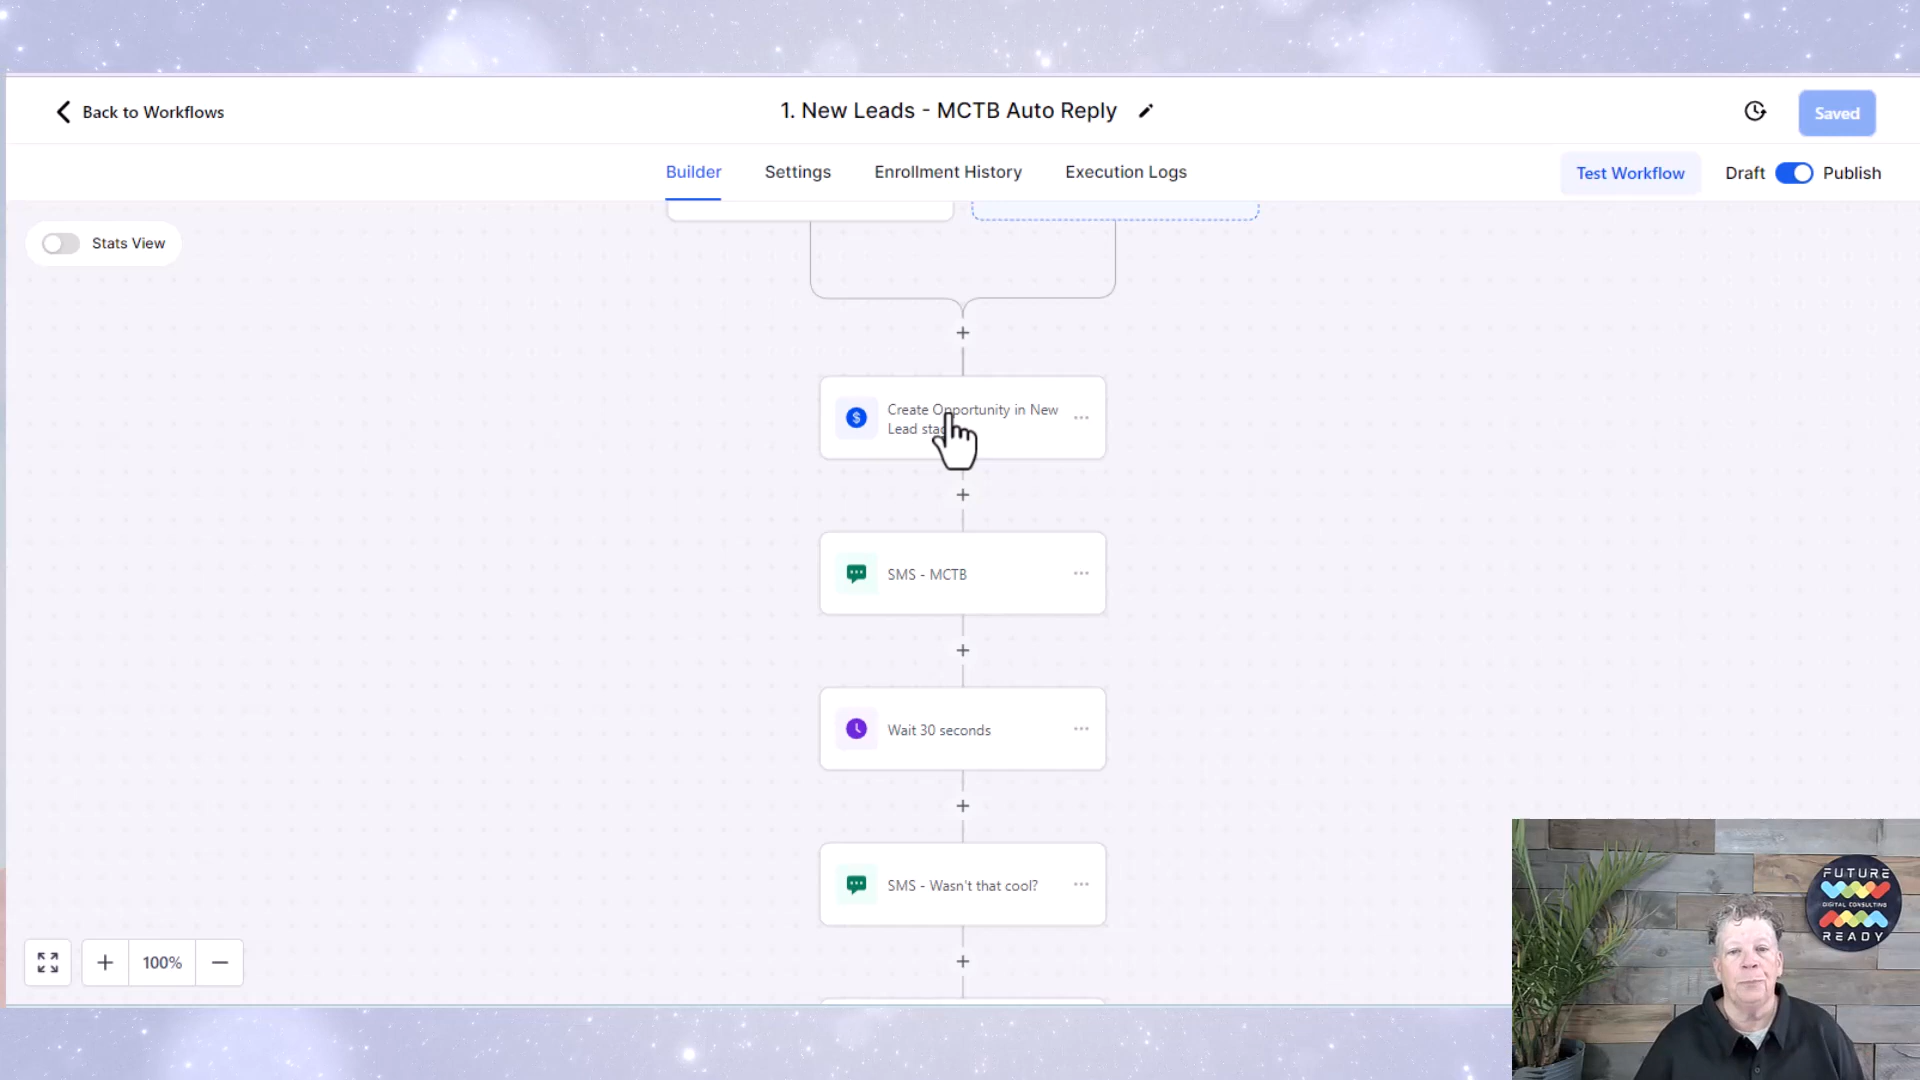 Back to Workflows
1. New Leads - MCTB Auto Reply
Saved
Builder
Settings
Enrollment History
Execution Logs
Test Workflow
Draft
Publish
Stats View
Create Opportunity in New
Lead
SMS - MCTB
Wait 30 seconds
SMS - Wasn't that cool?
100%
FUTURE
DIGITAL CONSULTING
READY